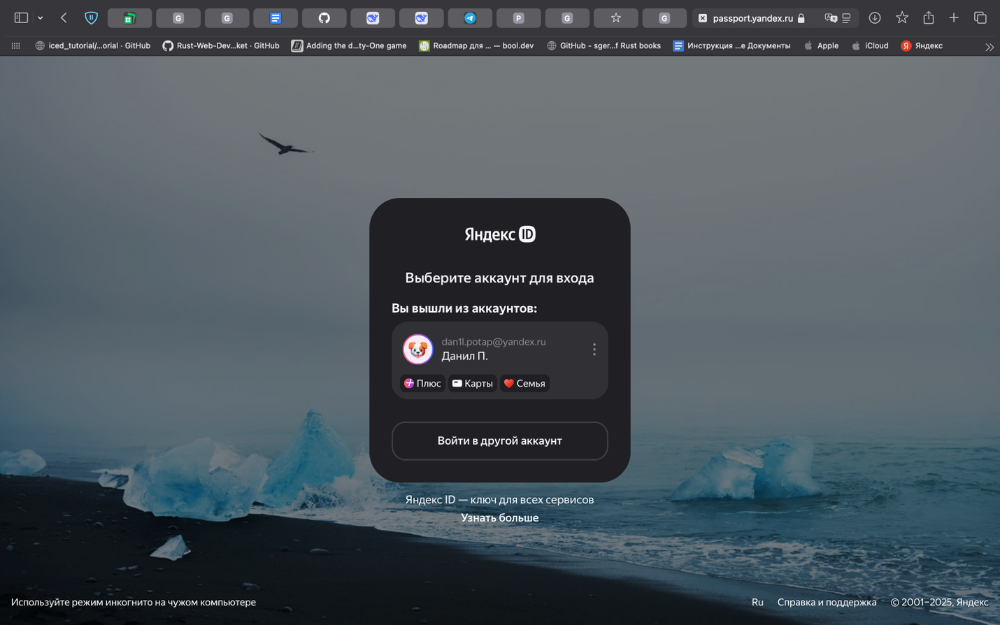 G
G
P
G
G
passport.yandex.ru
iced_tutorial/...orial · GitHub
Rust-Web-Dev...ket · GitHub
Adding the d...ty-One game
Roadmap для ... — bool.dev
GitHub - sger...f Rust books
Инструкция ...е Документы
Apple
iCloud
Я Яндекс
Яндекс ID
Выберите аккаунт для входа
Вы вышли из аккаунтов:
dan1l.potap@yandex.ru
Данил П.
Плюс
Карты
Семья
Войти в другой аккаунт
Яндекс ID — ключ для всех сервисов
Узнать больше
Используйте режим инкогнито на чужом компьютере
Ru
Справка и поддержка
© 2001–2025, Яндекс